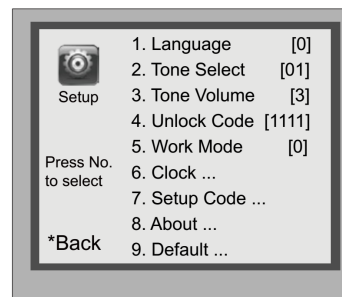 1. Language [0]
2. Tone Select [01]
Setup
3. Tone Volume [3]
4. Unlock Code [1111]
5. Work Mode [0]
Press No.
to select
6. Clock ...
7. Setup Code ...
8. About ...
*Back
9. Default ...